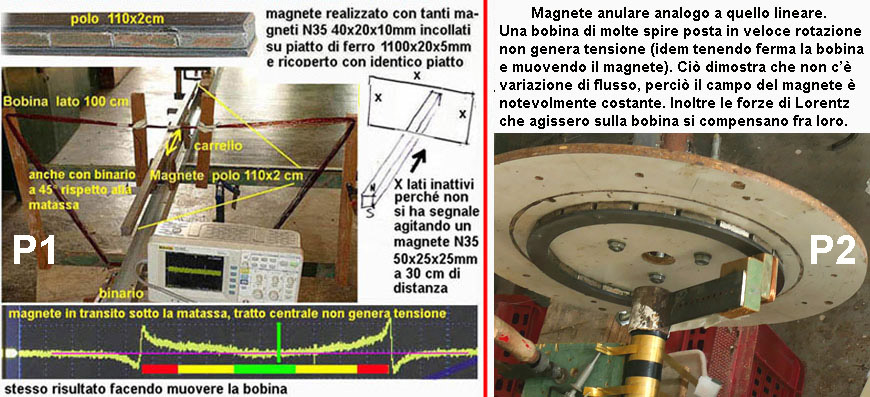 polo 110x2cm
magnete realizzato con tanti ma-
gneti N35 40x20x10mm incollati
su piatto di ferro 1100x20x5mm
e ricoperto con identico piatto
Bobina lato 100 cm
carrello
Magnete polo 110x2 cm
anche con binario
a 45° rispetto alla
matassa
P1
binario
X
X
X
N
S
X lati inattivi
perché non
si ha segnale
agitando un
magnete N35
50x25x25mm
a 30 cm di
distanza
magnete in transito sotto la matassa, tratto centrale non genera tensione
stesso risultato facendo muovere la bobina
Magnete anulare analogo a quello lineare.
Una bobina di molte spire posta in veloce rotazione
non genera tensione (idem tenendo ferma la bobina
e muovendo il magnete). Ciò dimostra che non c'è
variazione di flusso, perciò il campo del magnete è
notevolmente costante. Inoltre le forze di Lorentz
che agissero sulla bobina si compensano fra loro.
P2